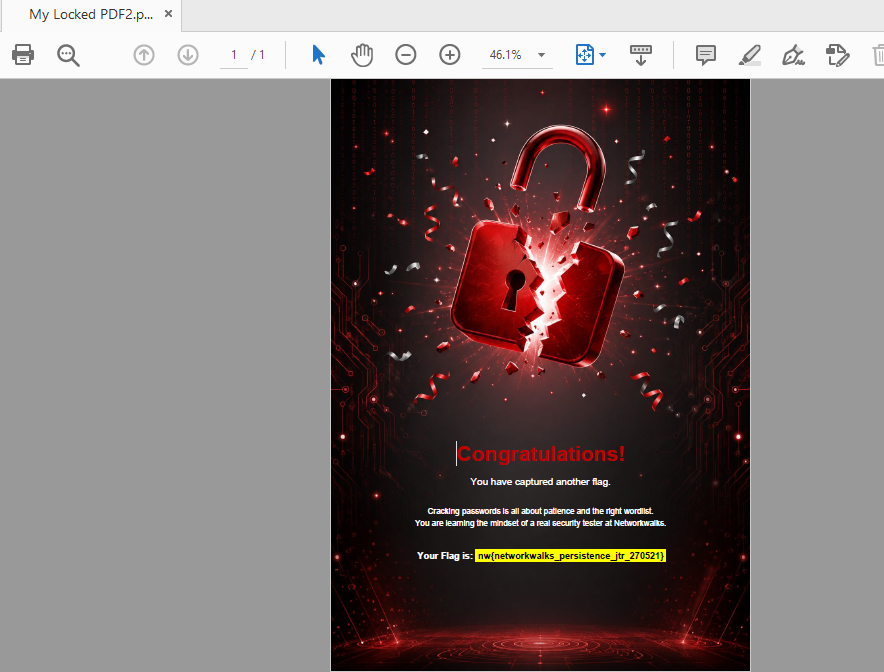 My Locked PDF2.p...
1 / 1
46.1%
Congratulations!
You have captured another flag.
Cracking passwords is all about patience and the right wordlist.
You are learning the mindset of a real security tester at Networkwalks.
Your Flag is: nw{networkwalks_persistence_jtr_270521}